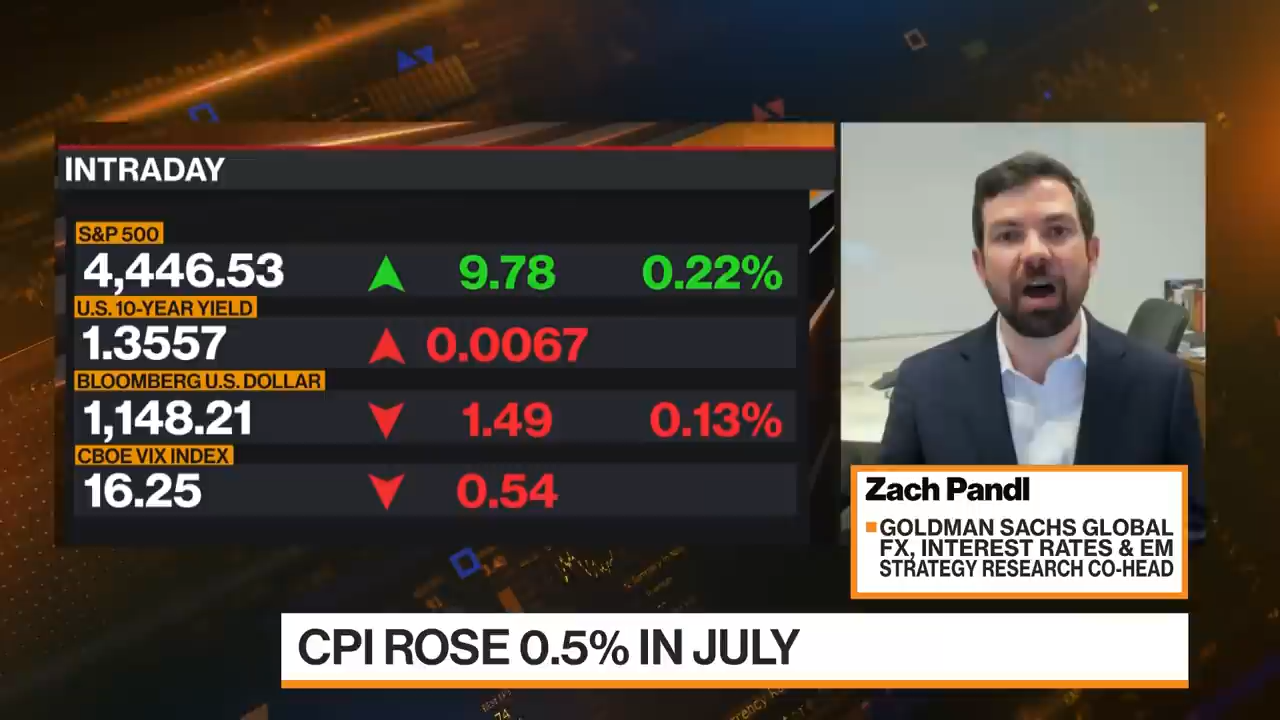 INTRADAY
S&P 500
4,446.53 9.78 0.22%
U.S. 10-YEAR YIELD
1.3557 0.0067
BLOOMBERG U.S. DOLLAR
1,148.21 1.49 0.13%
CBOE VIX INDEX
16.25 0.54
Zach Pandl
GOLDMAN SACHS GLOBAL
FX, INTEREST RATES & EM
STRATEGY RESEARCH CO-HEAD
CPI ROSE 0.5% IN JULY